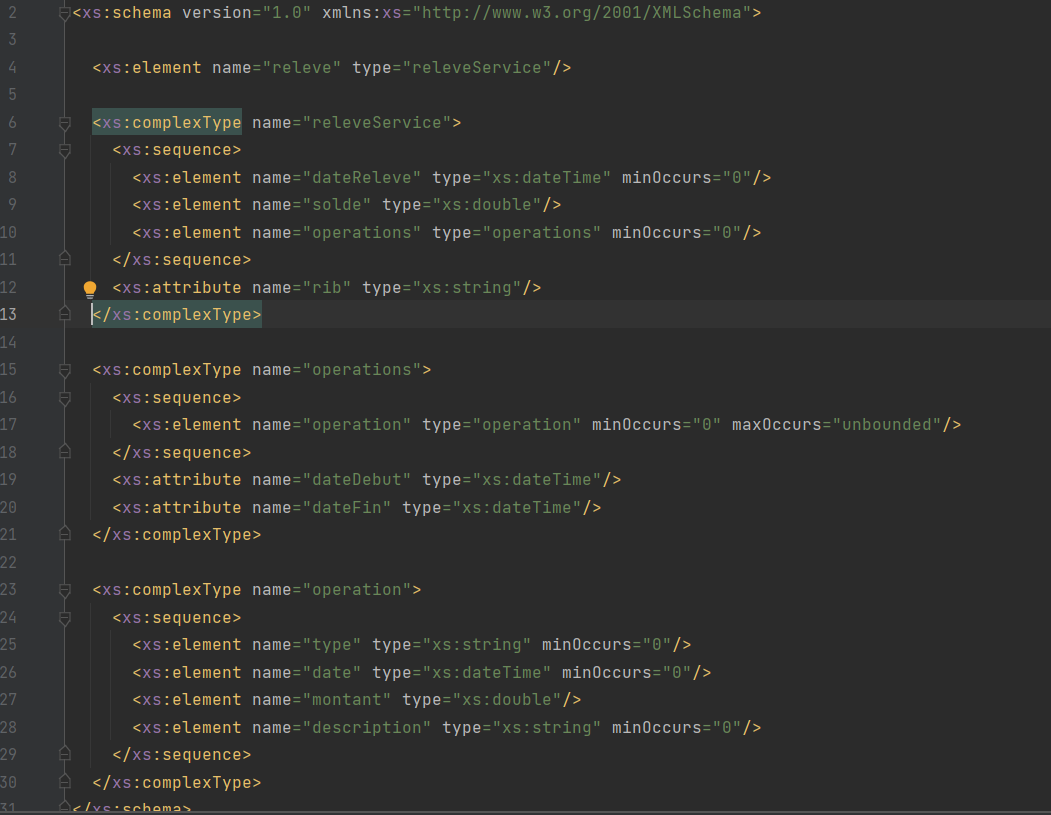 2 <xs:schema version="1.0" xmlns:xs="http://www.w3.org/2001/XMLSchema">
3
4 <xs:element name="releve" type="releveService"/>
5
6 <xs:complexType name="releveService">
7 <xs:sequence>
8 <xs:element name="dateReleve" type="xs:dateTime" minOccurs="0"/>
9 <xs:element name="solde" type="xs:double"/>
10 <xs:element name="operations" type="operations" minOccurs="0"/>
11 </xs:sequence>
12 <xs:attribute name="rib" type="xs:string"/>
13 </xs:complexType>
14
15 <xs:complexType name="operations">
16 <xs:sequence>
17 <xs:element name="operation" type="operation" minOccurs="0" maxOccurs="unbounded"/>
18 </xs:sequence>
19 <xs:attribute name="dateDebut" type="xs:dateTime"/>
20 <xs:attribute name="dateFin" type="xs:dateTime"/>
21 </xs:complexType>
22
23 <xs:complexType name="operation">
24 <xs:sequence>
25 <xs:element name="type" type="xs:string" minOccurs="0"/>
26 <xs:element name="date" type="xs:dateTime" minOccurs="0"/>
27 <xs:element name="montant" type="xs:double"/>
28 <xs:element name="description" type="xs:string" minOccurs="0"/>
29 </xs:sequence>
30 </xs:complexType>
31 </xs:schema>